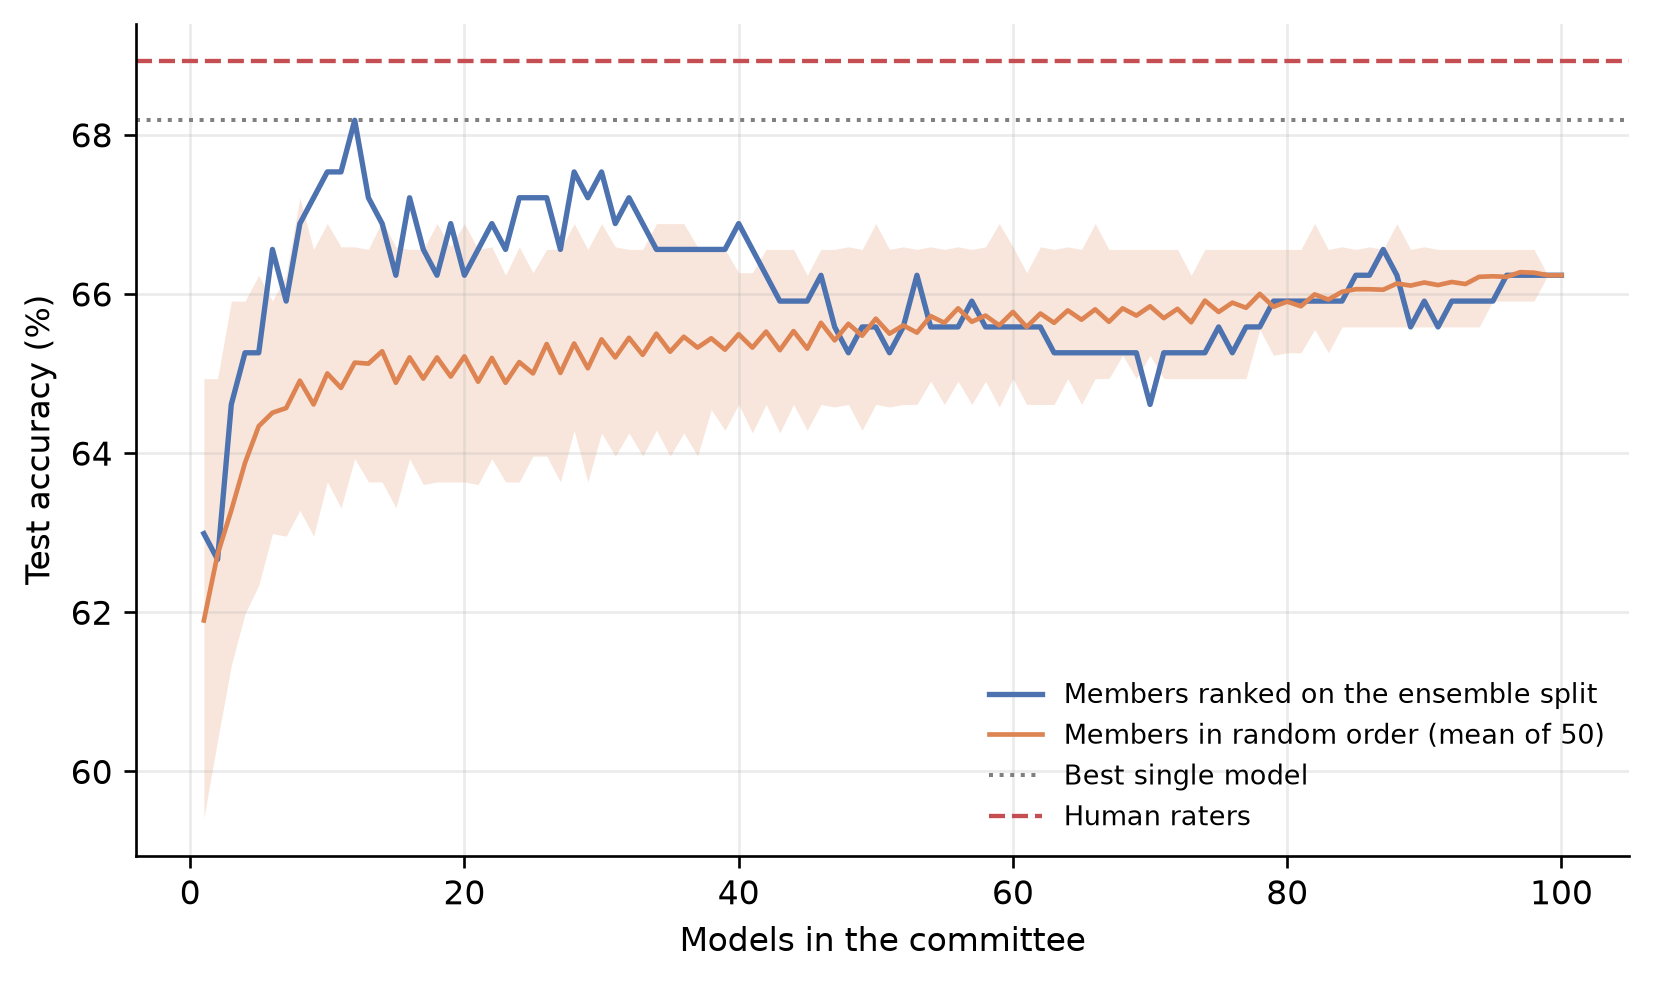 Test accuracy (%)
68
66
64
62
60
Members ranked on the ensemble split
Members in random order (mean of 50)
Best single model
Human raters
0 20 40 60 80 100
Models in the committee